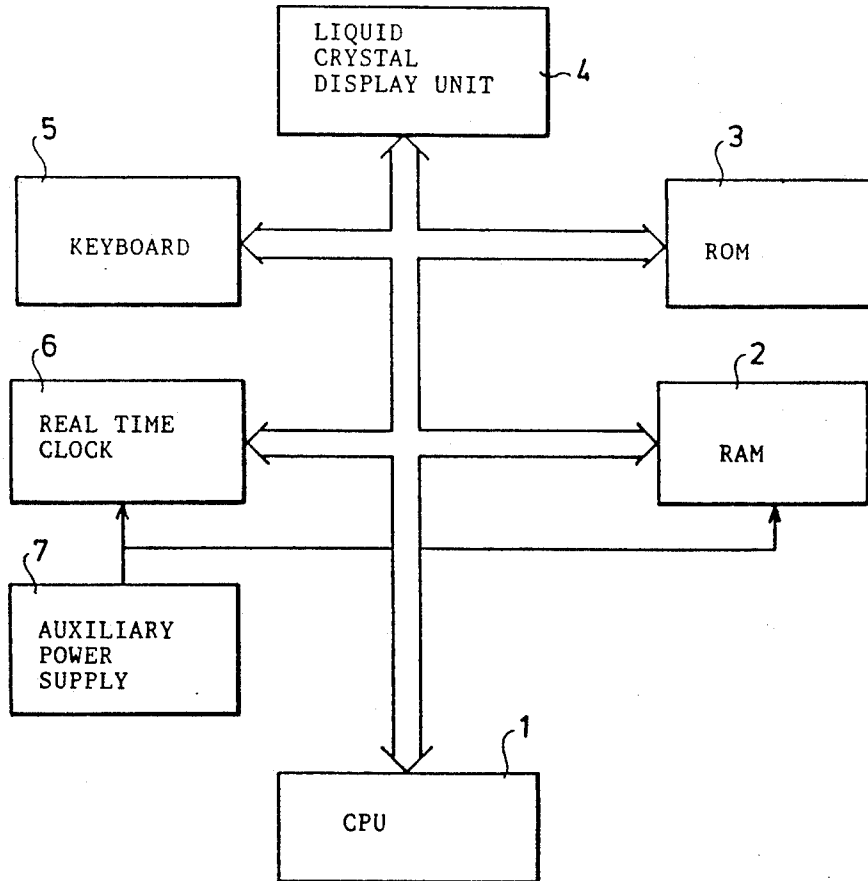 LIQUID
CRYSTAL
DISPLAY UNIT
4
5
3
KEYBOARD
ROM
6
2
REAL TIME
CLOCK
RAM
7
AUXILIARY
POWER
SUPPLY
1
CPU